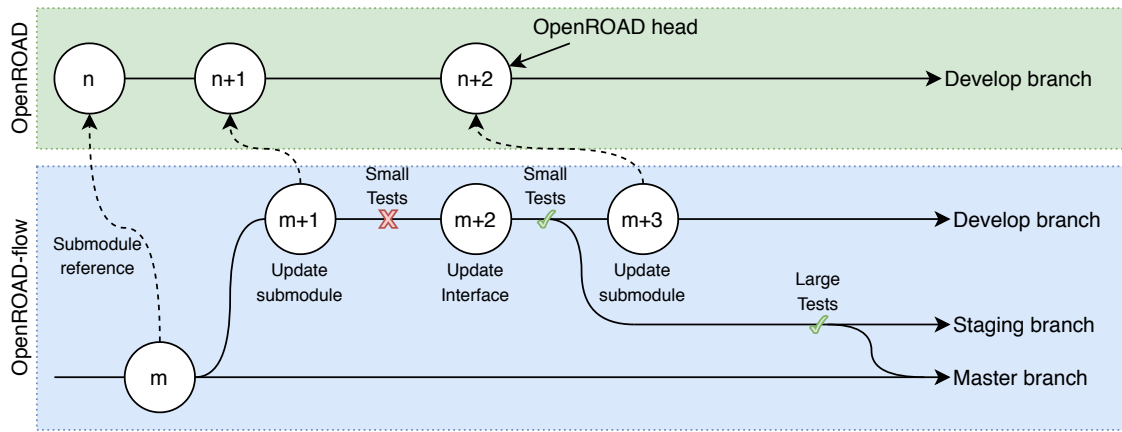 OpenROAD
OpenROAD head
n
n+1
n+2
Develop branch
OpenROAD-flow
Small
Tests
Small
Tests
m+1
m+2
m+3
Develop branch
Submodule
reference
Update
submodule
Update
Interface
Update
submodule
Large
Tests
Staging branch
m
Master branch